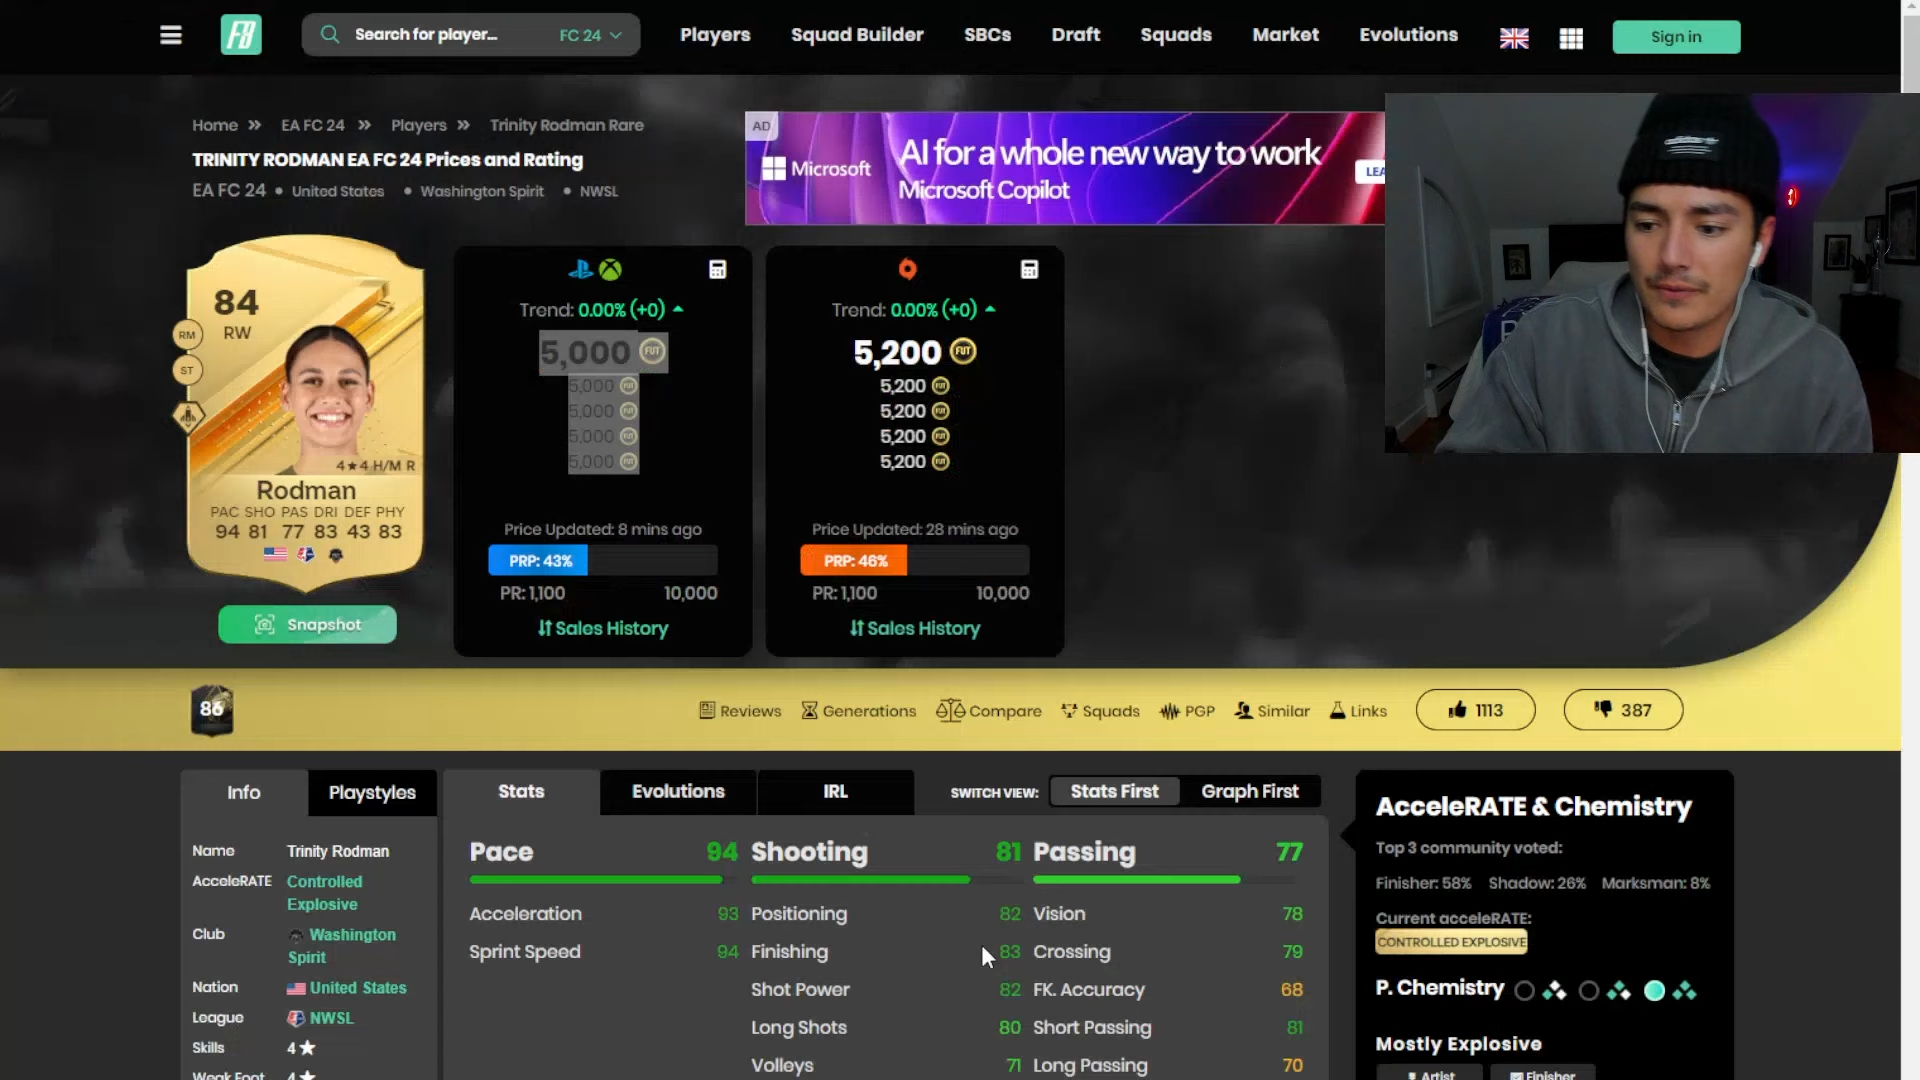 Search for player...
FC 24
Players
Squad Builder
SBCs
Draft
Squads
Market
Evolutions
Sign in
Home » EA FC 24 » Players » Trinity Rodman Rare
TRINITY RODMAN EA FC 24 Prices and Rating
EA FC 24 • United States • Washington Spirit • NWSL
AD
Microsoft
AI for a whole new way to work
Microsoft Copilot
LEA
84
RW
RM
ST
4★4 H/M R
Rodman
PAC SHO PAS DRI DEF PHY
94 81 77 83 43 83
Snapshot
Trend: 0.00% (+0)
5,000
5,000
5,000
5,000
5,000
Price Updated: 8 mins ago
PRP: 43%
PR: 1,100
10,000
Sales History
Trend: 0.00% (+0)
5,200
5,200
5,200
5,200
5,200
Price Updated: 28 mins ago
PRP: 46%
PR: 1,100
10,000
Sales History
86
Reviews
Generations
Compare
Squads
PGP
Similar
Links
1113
387
Info
Playstyles
Name Trinity Rodman
AcceleRATE Controlled
Explosive
Club Washington
Spirit
Nation United States
League NWSL
Skills 4★
Weak Foot 4★
Stats
Evolutions
IRL
SWITCH VIEW:
Stats First
Graph First
Pace 94
Acceleration 93
Sprint Speed 94
Shooting 81
Positioning 82
Finishing 83
Shot Power 82
Long Shots 80
Volleys 71
Passing 77
Vision 78
Crossing 79
FK. Accuracy 68
Short Passing 81
Long Passing 70
AcceleRATE & Chemistry
Top 3 community voted:
Finisher: 58% Shadow: 26% Marksman: 8%
Current acceleRATE:
CONTROLLED EXPLOSIVE
P. Chemistry
Mostly Explosive
Artist
Finisher